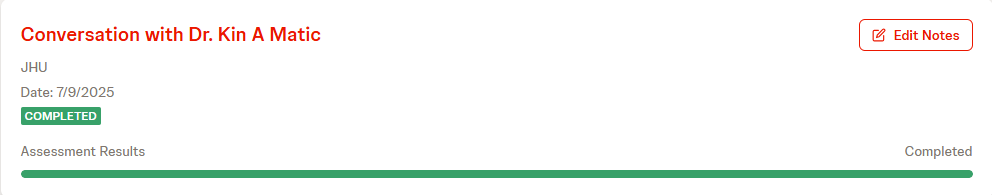 Conversation with Dr. Kin A Matic
Edit Notes
JHU
Date: 7/9/2025
COMPLETED
Assessment Results
Completed